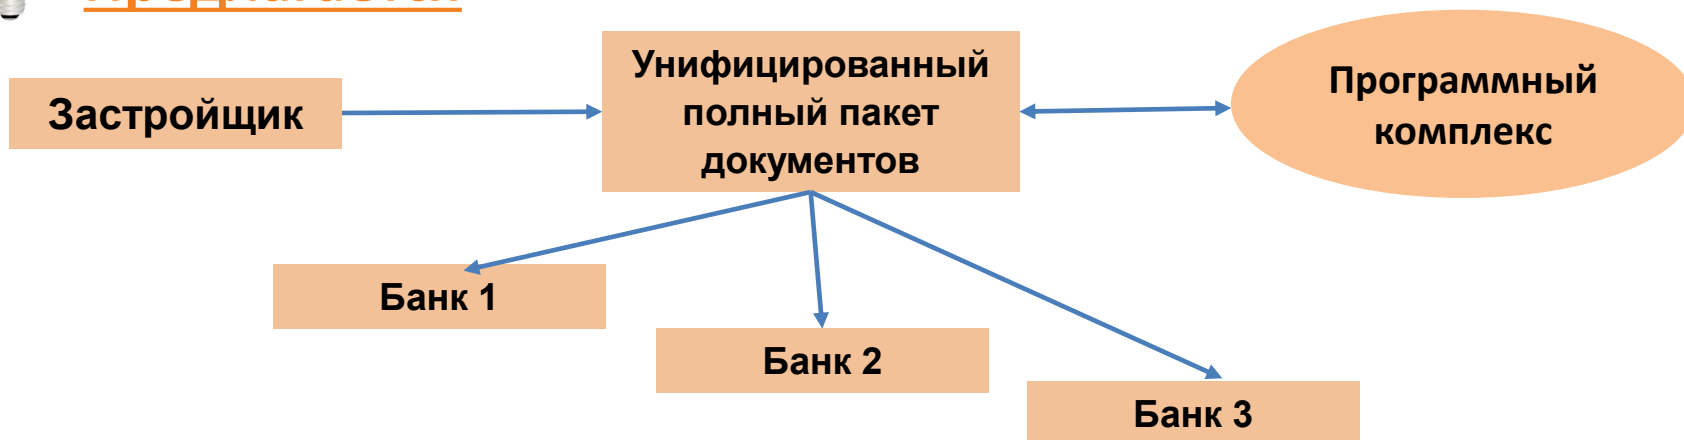 Застройщик
Унифицированный
полный пакет
документов
Программный
комплекс
Банк 1
Банк 2
Банк 3